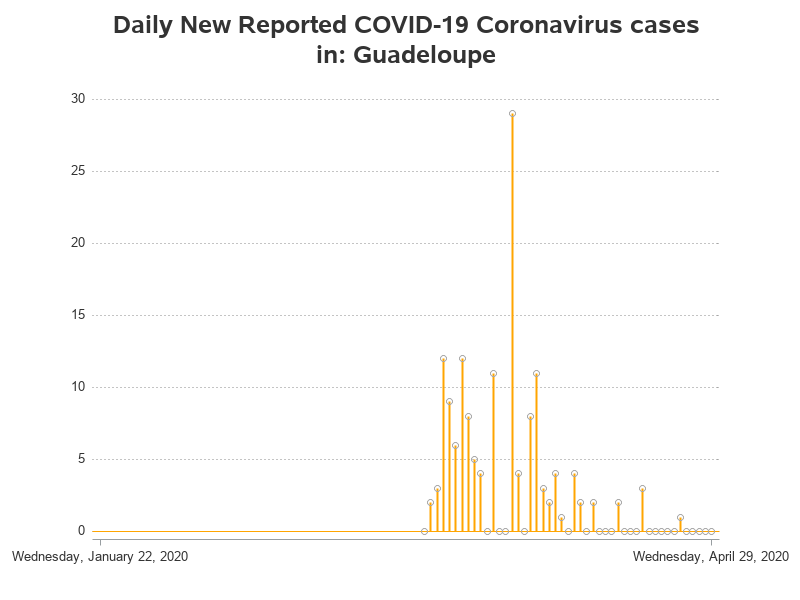 Daily New Reported COVID-19 Coronavirus cases
in: Guadeloupe
30
25
20
15
10
5
0
Wednesday, January 22, 2020 Wednesday, April 29, 2020